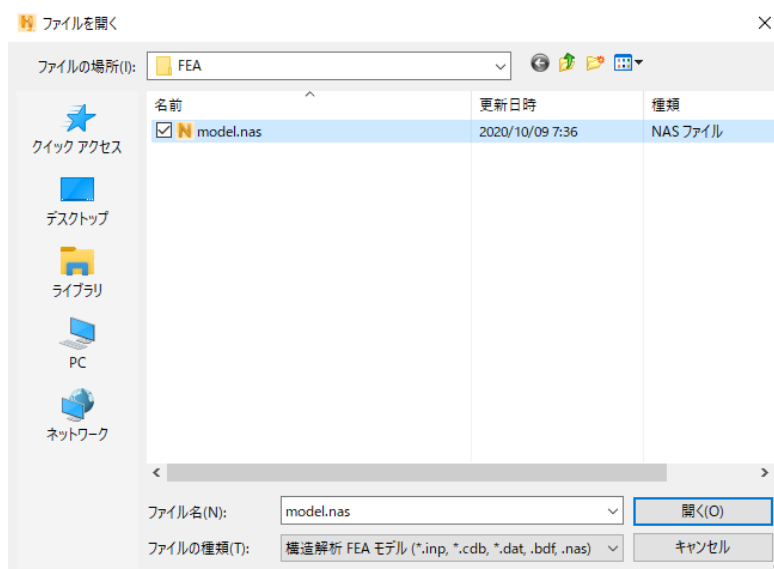 ファイルを開く
ファイルの場所(I):
FEA
名前
更新日時
種類
model.nas
2020/10/09 7:36
NAS ファイル
クイック アクセス
デスクトップ
ライブラリ
PC
ネットワーク
ファイル名(N):
model.nas
開く(O)
ファイルの種類(T):
構造解析 FEA モデル (*.inp, *.cdb, *.dat, .bdf, .nas)
キャンセル